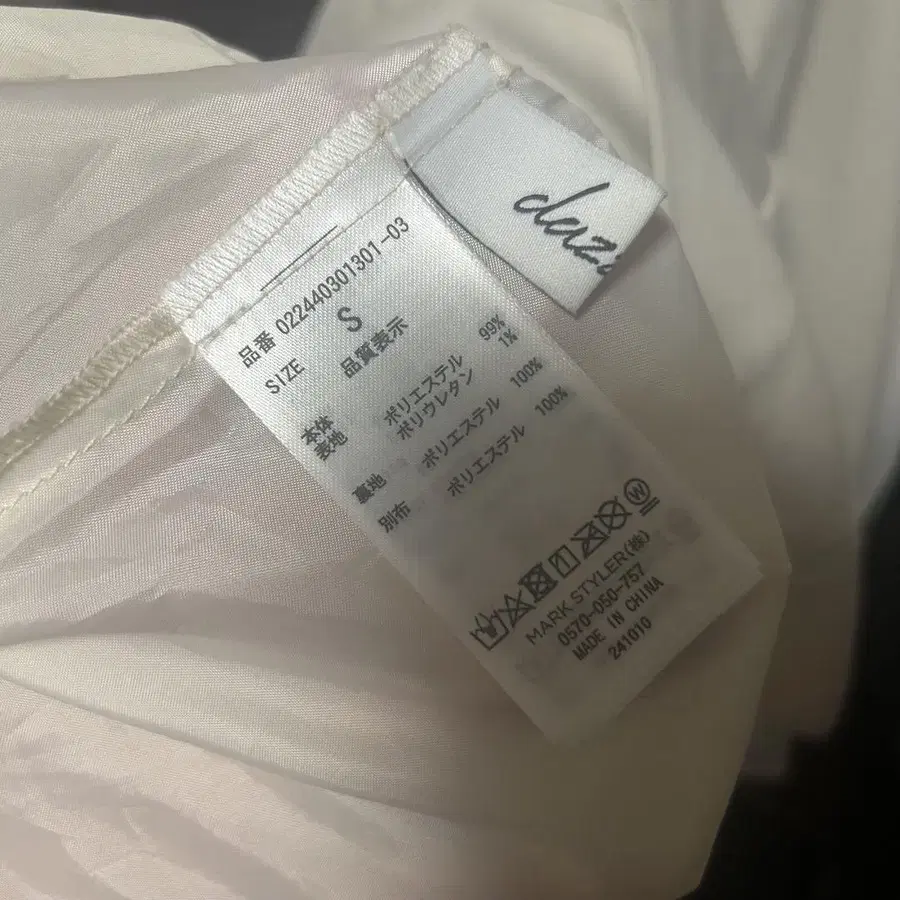 daz
品番 022440301301-03
SIZE S
品質表示
本体
表地 ポリエステル 99%
ポリウレタン 1%
裏地 ポリエステル 100%
別布 ポリエステル 100%
W
MARK STYLER(株)
0570-050-757
MADE IN CHINA
241010